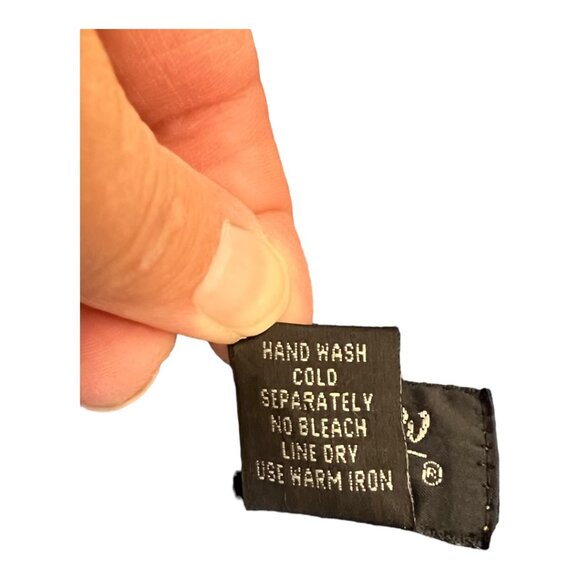 HAND WASH
COLD
SEPARATELY
NO BLEACH
LINE DRY
USE WARM IRON
®